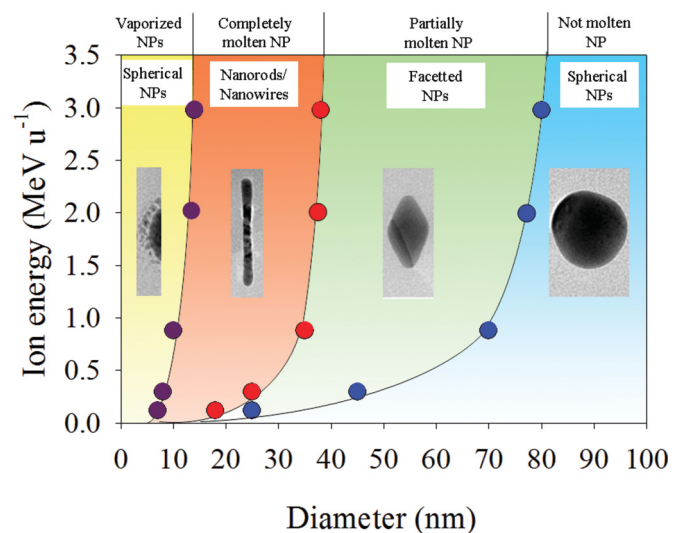 Vaporized Completely Partially Not molten
NPs molten NP molten NP NP
3.5
Spherical Nanorods/ Facetted Spherical
NPs Nanowires NPs NPs
3.0
2.5
2.0
1.5
1.0
0.5
0.0
Ion energy (MeV u⁻¹)
0 10 20 30 40 50 60 70 80 90 100
Diameter (nm)